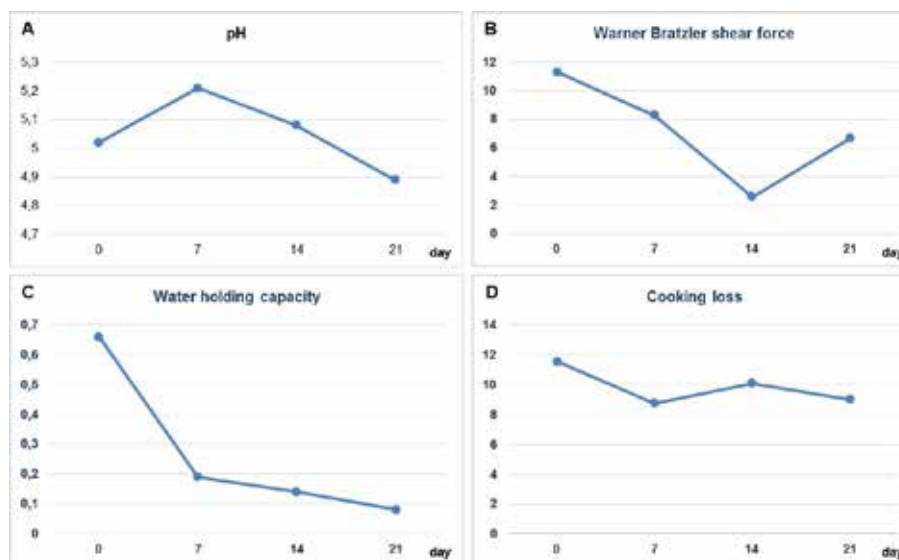 A
pH
5,3
5,2
5,1
5
4,9
4,8
4,7
0 7 14 21 day
B
Warner Bratzler shear force
12
10
8
6
4
2
0
0 7 14 21 day
C
Water holding capacity
0,7
0,6
0,5
0,4
0,3
0,2
0,1
0
0 7 14 21 day
D
Cooking loss
14
12
10
8
6
4
2
0
0 7 14 21 day